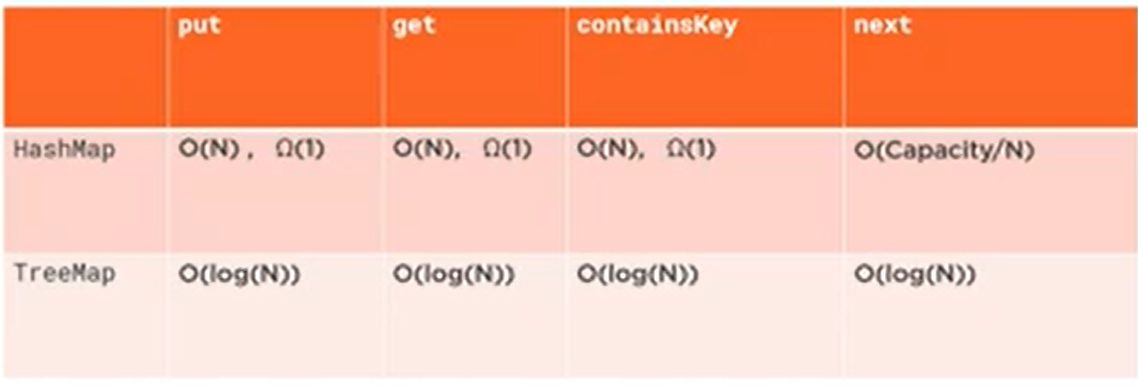 put get containsKey next
HashMap O(N), Ω(1) O(N), Ω(1) O(N), Ω(1) O(Capacity/N)
TreeMap O(log(N)) O(log(N)) O(log(N)) O(log(N))